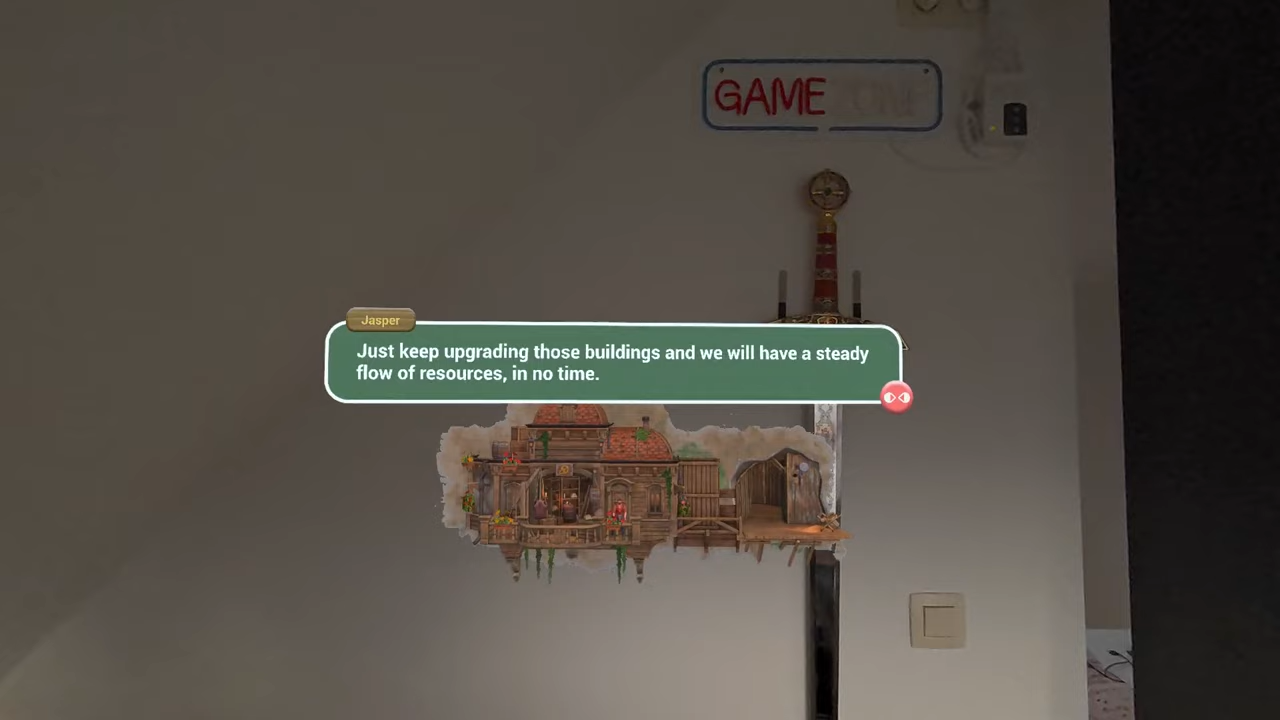 GAME
Jasper
Just keep upgrading those buildings and we will have a steady
flow of resources, in no time.